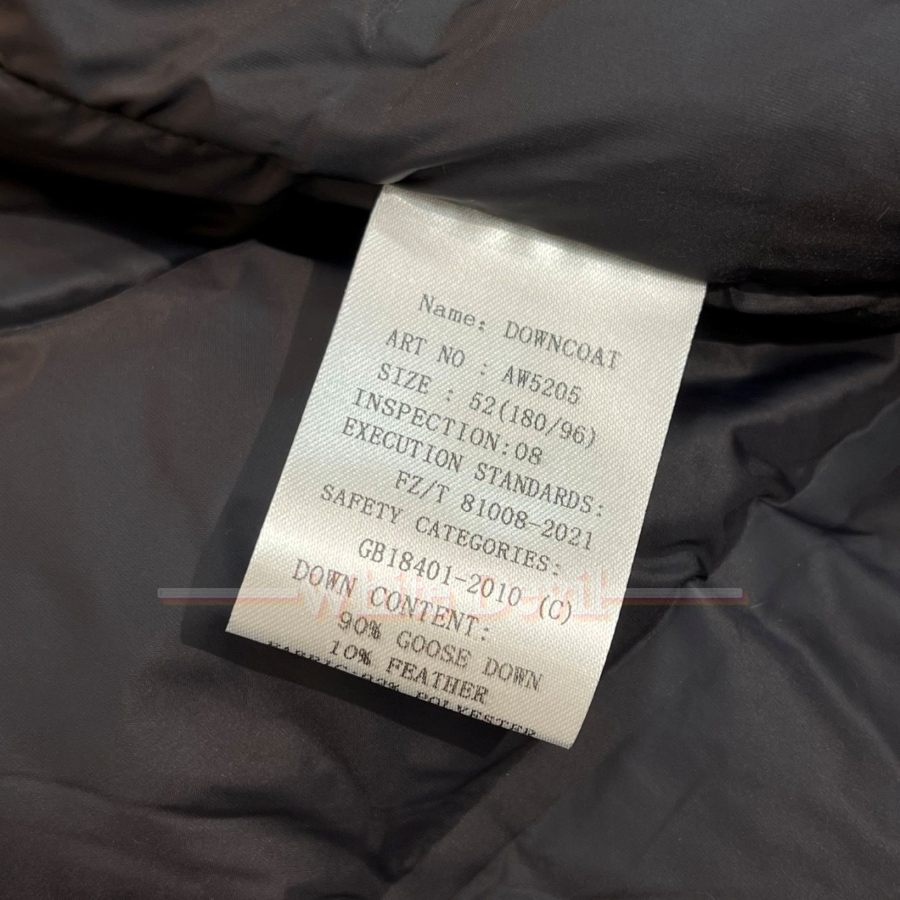 Name: DOWNCOAT
ART NO : AW5205
SIZE : 52(180/96)
INSPECTION:08
EXECUTION STANDARDS:
FZ/T 81008-2021
SAFETY CATEGORIES:
GB18401-2010 (C)
DOWN CONTENT:
90% GOOSE DOWN
10% FEATHER
POLYESTER